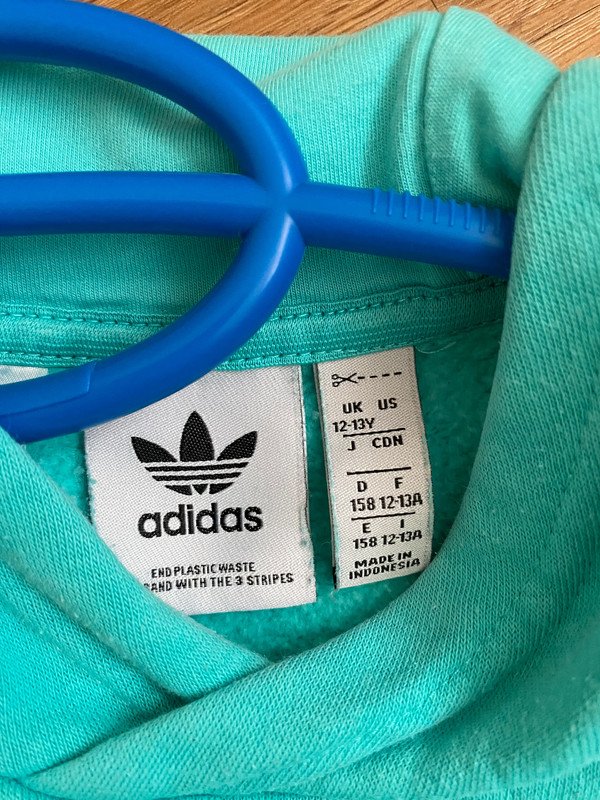 adidas
END PLASTIC WASTE
AND WITH THE 3 STRIPES
UK US
12-13Y
J CDN
D F
158 12-13A
E I
158 12-13A
MADE IN
INDONESIA